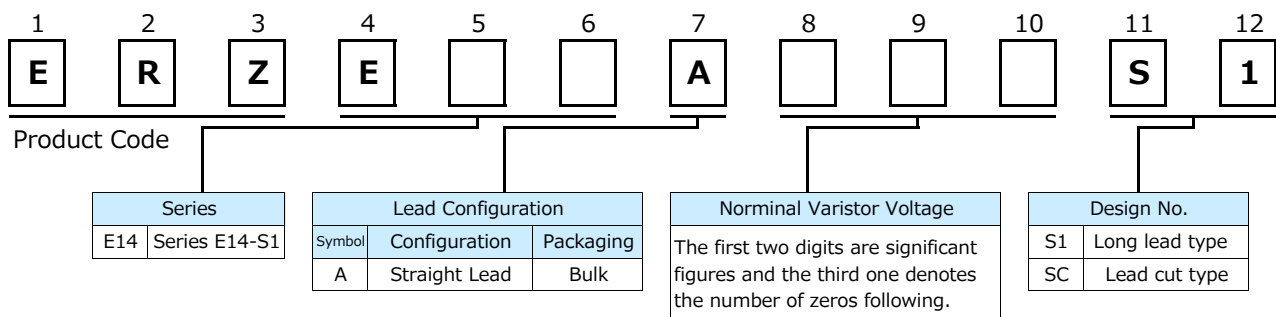 1 2 3 4 5 6 7 8 9 10 11 12
E R Z E A S 1
Product Code
Series
E14 Series E14-S1
Lead Configuration
Symbol Configuration Packaging
A Straight Lead Bulk
Norminal Varistor Voltage
The first two digits are significant
figures and the third one denotes
the number of zeros following.
Design No.
S1 Long lead type
SC Lead cut type